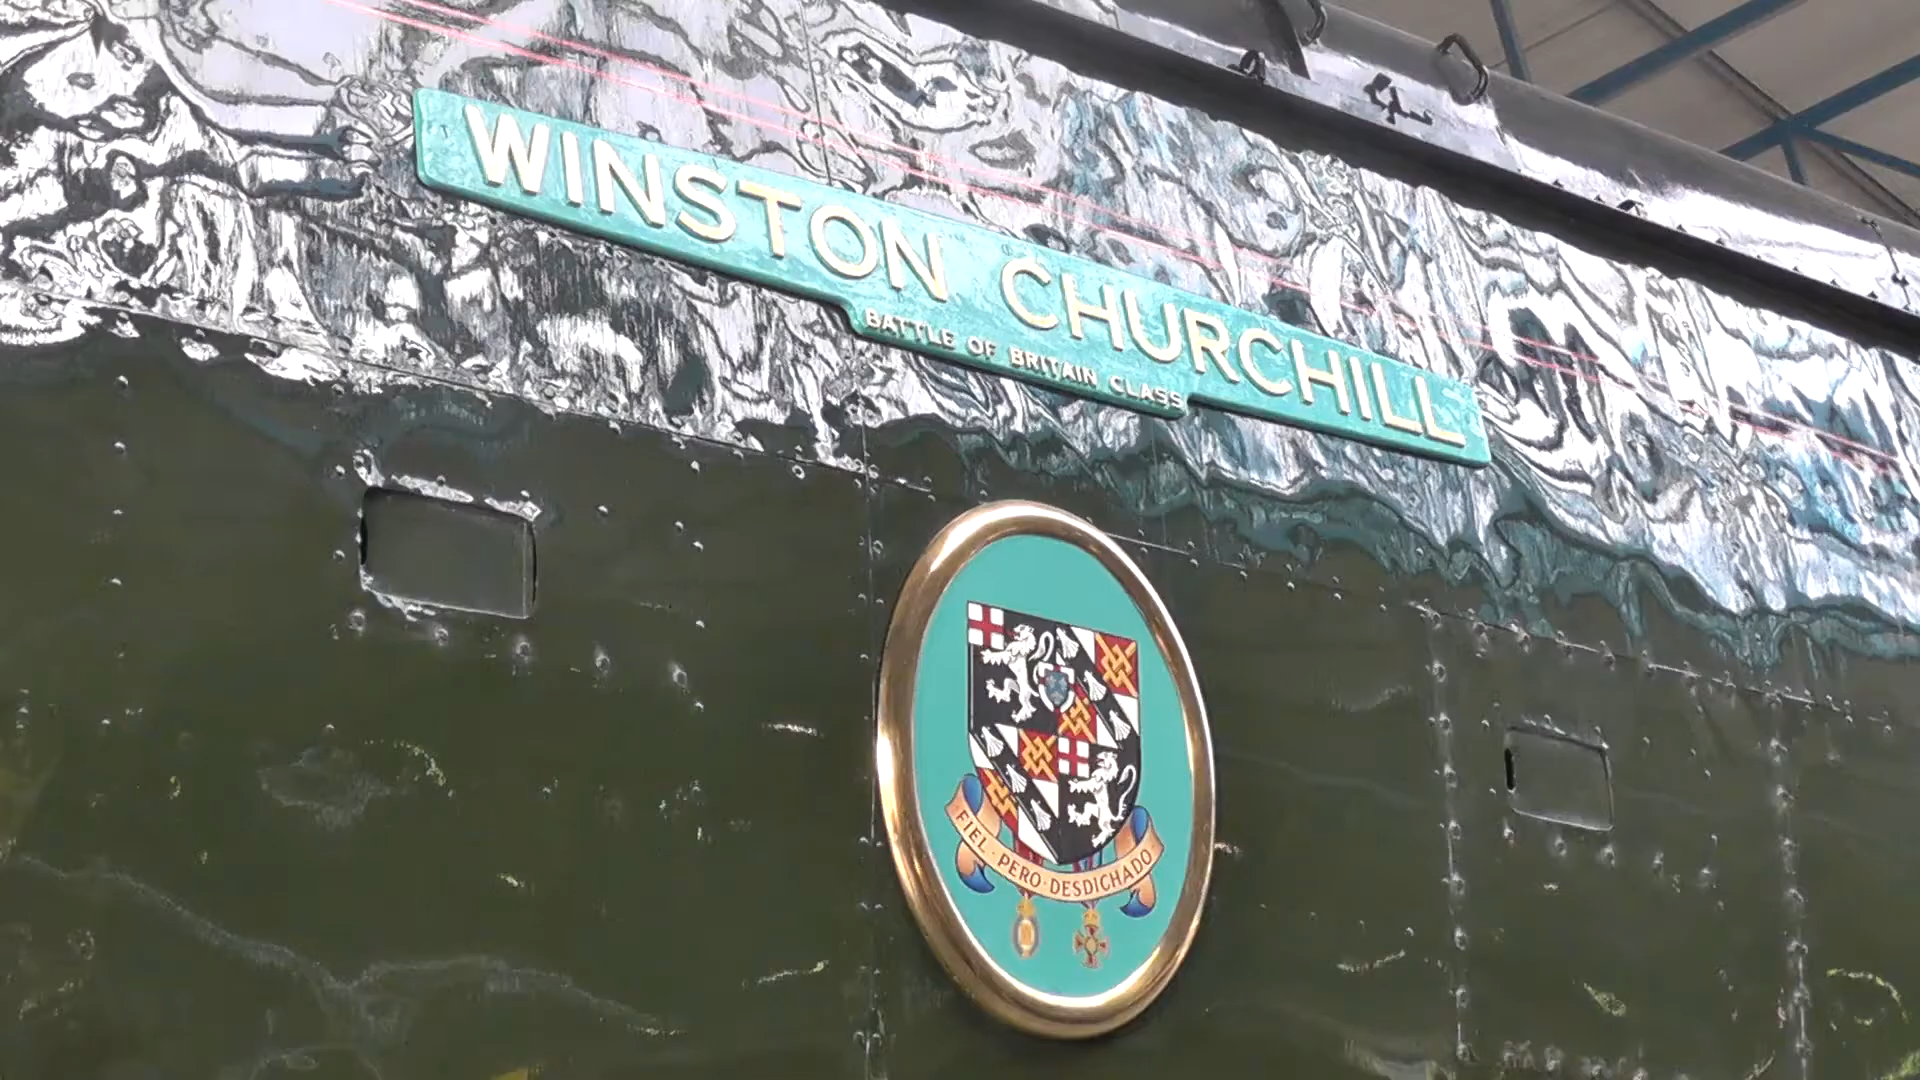 WINSTON CHURCHILL
BATTLE OF BRITAIN CLASS
FIEL · PERO · DESDICHADO